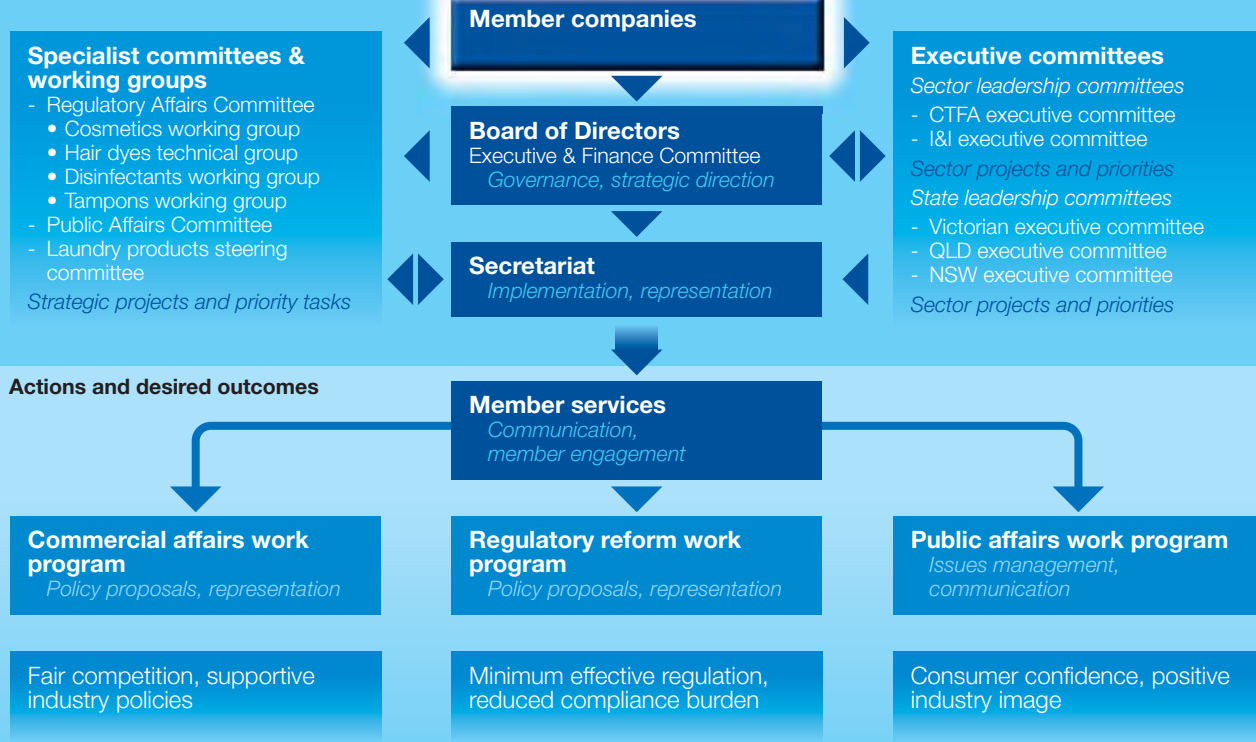 Member companies
Specialist committees &
working groups
- Regulatory Affairs Committee
• Cosmetics working group
• Hair dyes technical group
• Disinfectants working group
• Tampons working group
- Public Affairs Committee
- Laundry products steering
committee
Strategic projects and priority tasks
Board of Directors
Executive & Finance Committee
Governance, strategic direction
Secretariat
Implementation, representation
Executive committees
Sector leadership committees
- CTFA executive committee
- I&I executive committee
Sector projects and priorities
State leadership committees
- Victorian executive committee
- QLD executive committee
- NSW executive committee
Sector projects and priorities
Actions and desired outcomes
Member services
Communication,
member engagement
Commercial affairs work
program
Policy proposals, representation
Regulatory reform work
program
Policy proposals, representation
Public affairs work program
Issues management,
communication
Fair competition, supportive
industry policies
Minimum effective regulation,
reduced compliance burden
Consumer confidence, positive
industry image